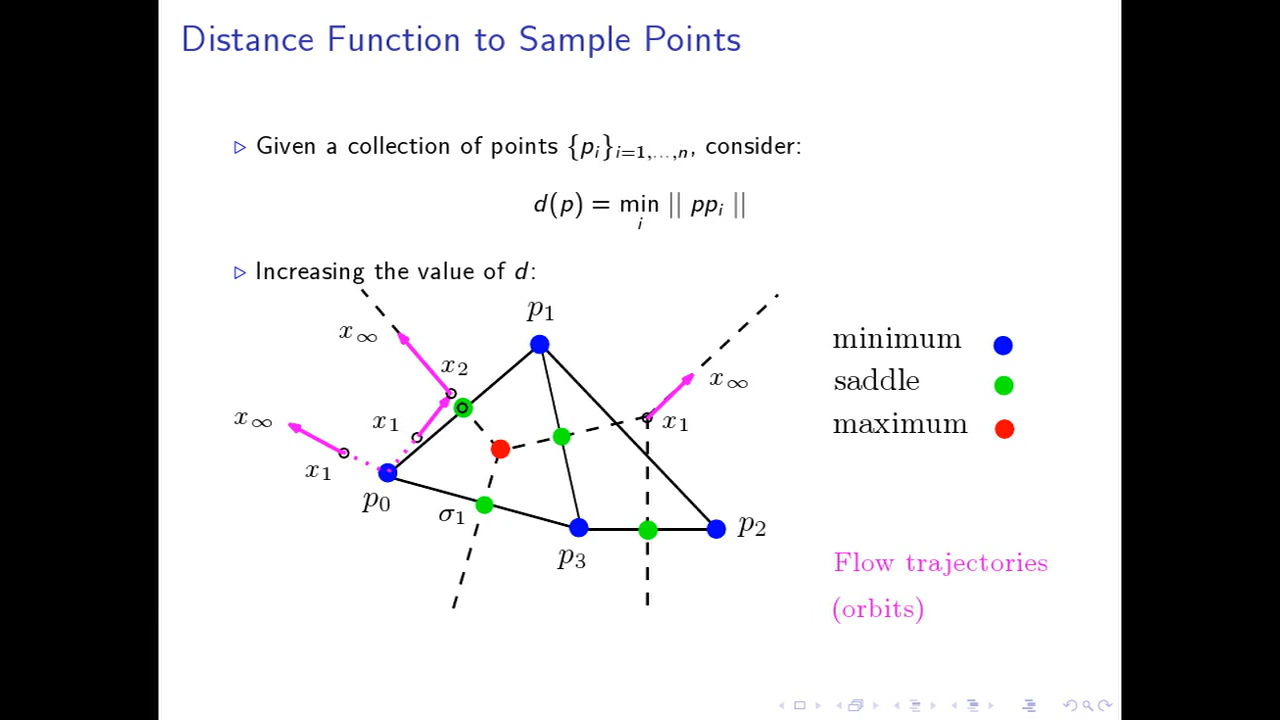 Distance Function to Sample Points
▷ Given a collection of points {p_i}_{i=1,...,n}, consider:
d(p) = min_i || pp_i ||
▷ Increasing the value of d:
p_1
x_∞
x_2
x_∞
x_1
x_∞
x_1
x_1
p_0
σ_1
p_3
p_2
minimum
saddle
maximum
Flow trajectories
(orbits)